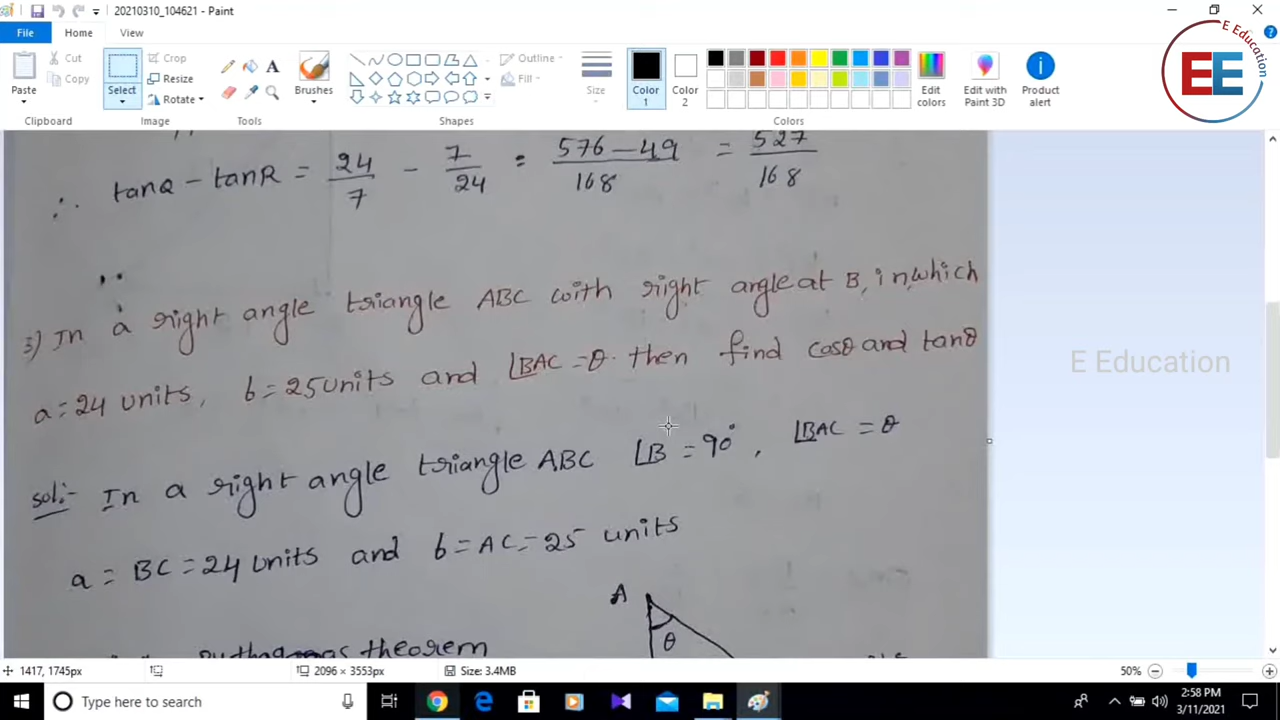 20210310_104621 - Paint
File Home View
Paste Cut Copy Select Crop Resize Rotate Brushes Outline Fill Size Color 1 Color 2 Edit colors Edit with Paint 3D Product alert
Clipboard Image Tools Shapes Colors
E Education
EE
∴ tanQ - tanR = 24/7 - 7/24 = 576-49/168 = 527/168
3) In a right angle triangle ABC with right angle at B, in which
a = 24 units, b = 25 units and ∠BAC = θ. then find cosθ and tanθ
E Education
sol:- In a right angle triangle ABC ∠B = 90°, ∠BAC = θ
a = BC = 24 units and b = AC = 25 units
A
θ
pythagoras theorem
1417, 1745px 2096 × 3553px Size: 3.4MB 50%
Type here to search
2:58 PM
3/11/2021